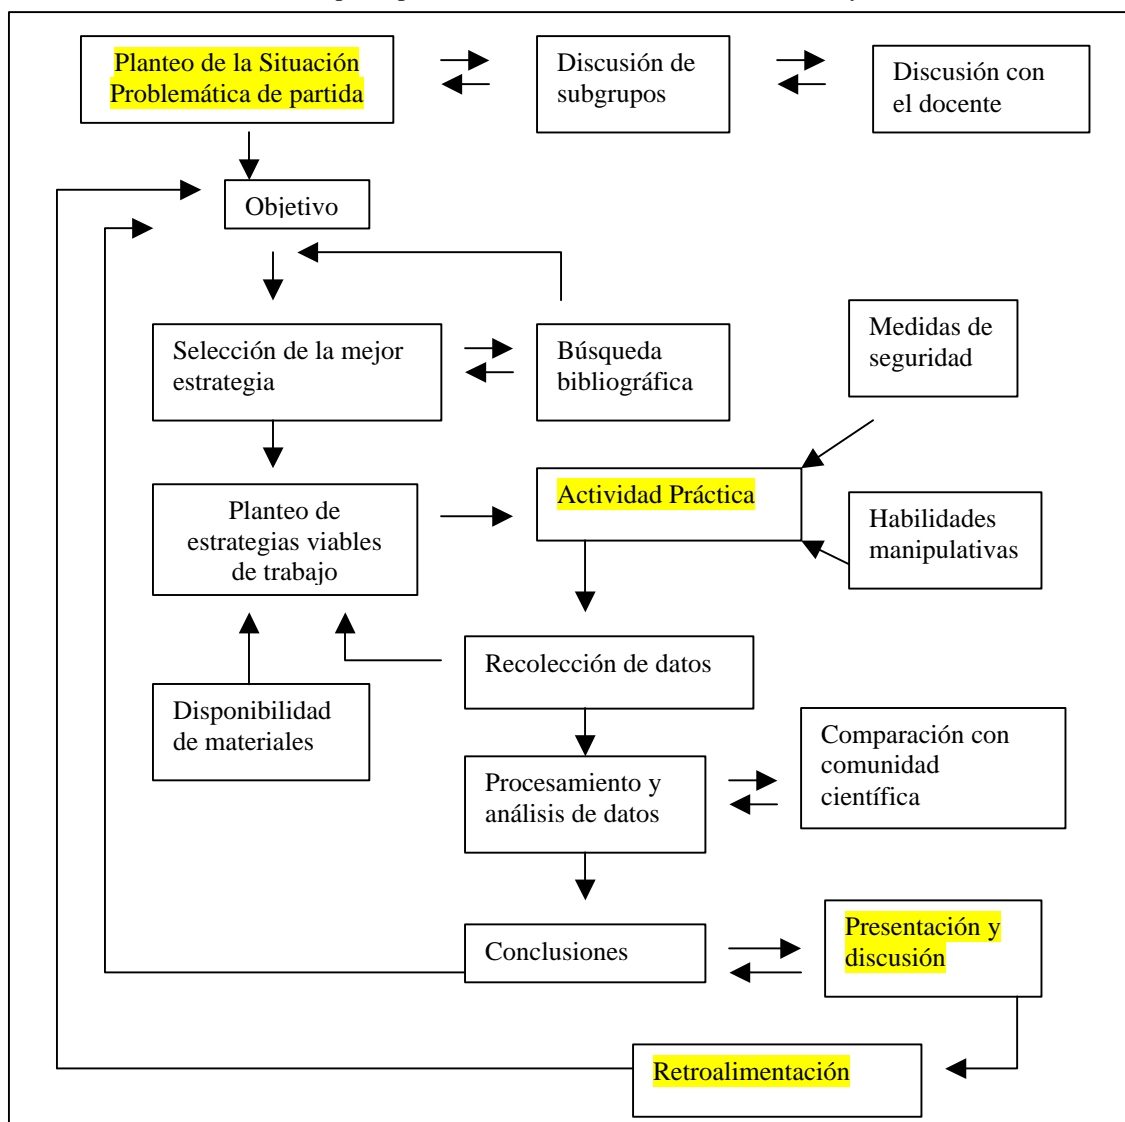 Planteo de la Situación
Problemática de partida
Discusión de
subgrupos
Discusión con
el docente
Objetivo
Selección de la mejor
estrategia
Búsqueda
bibliográfica
Medidas de
seguridad
Planteo de
estrategias viables
de trabajo
Actividad Práctica
Habilidades
manipulativas
Recolección de datos
Disponibilidad
de materiales
Procesamiento y
análisis de datos
Comparación con
comunidad
científica
Conclusiones
Presentación y
discusión
Retroalimentación